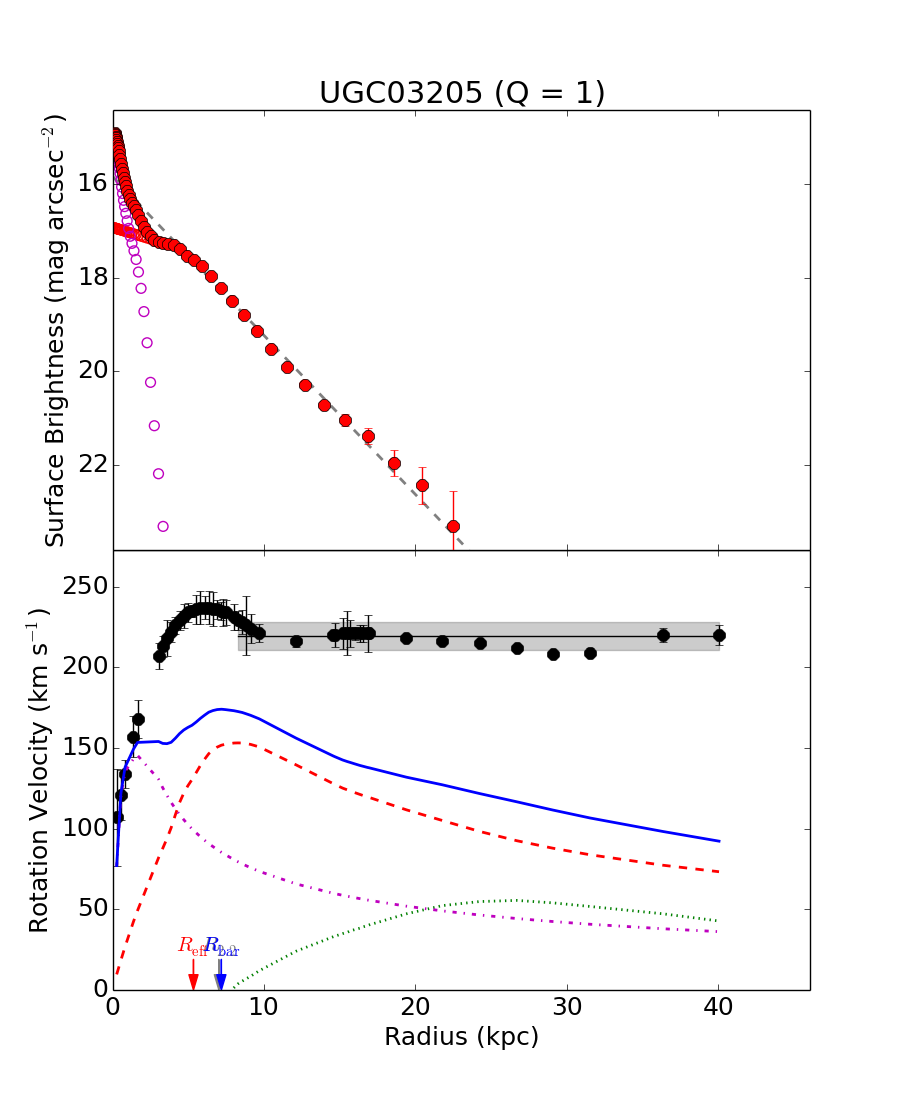 UGC03205 (Q = 1)
Surface Brightness (mag arcsec⁻²)
16
18
20
22
Rotation Velocity (km s⁻¹)
250
200
150
100
50
0
R_eff
R_bar
0
10
20
30
40
Radius (kpc)